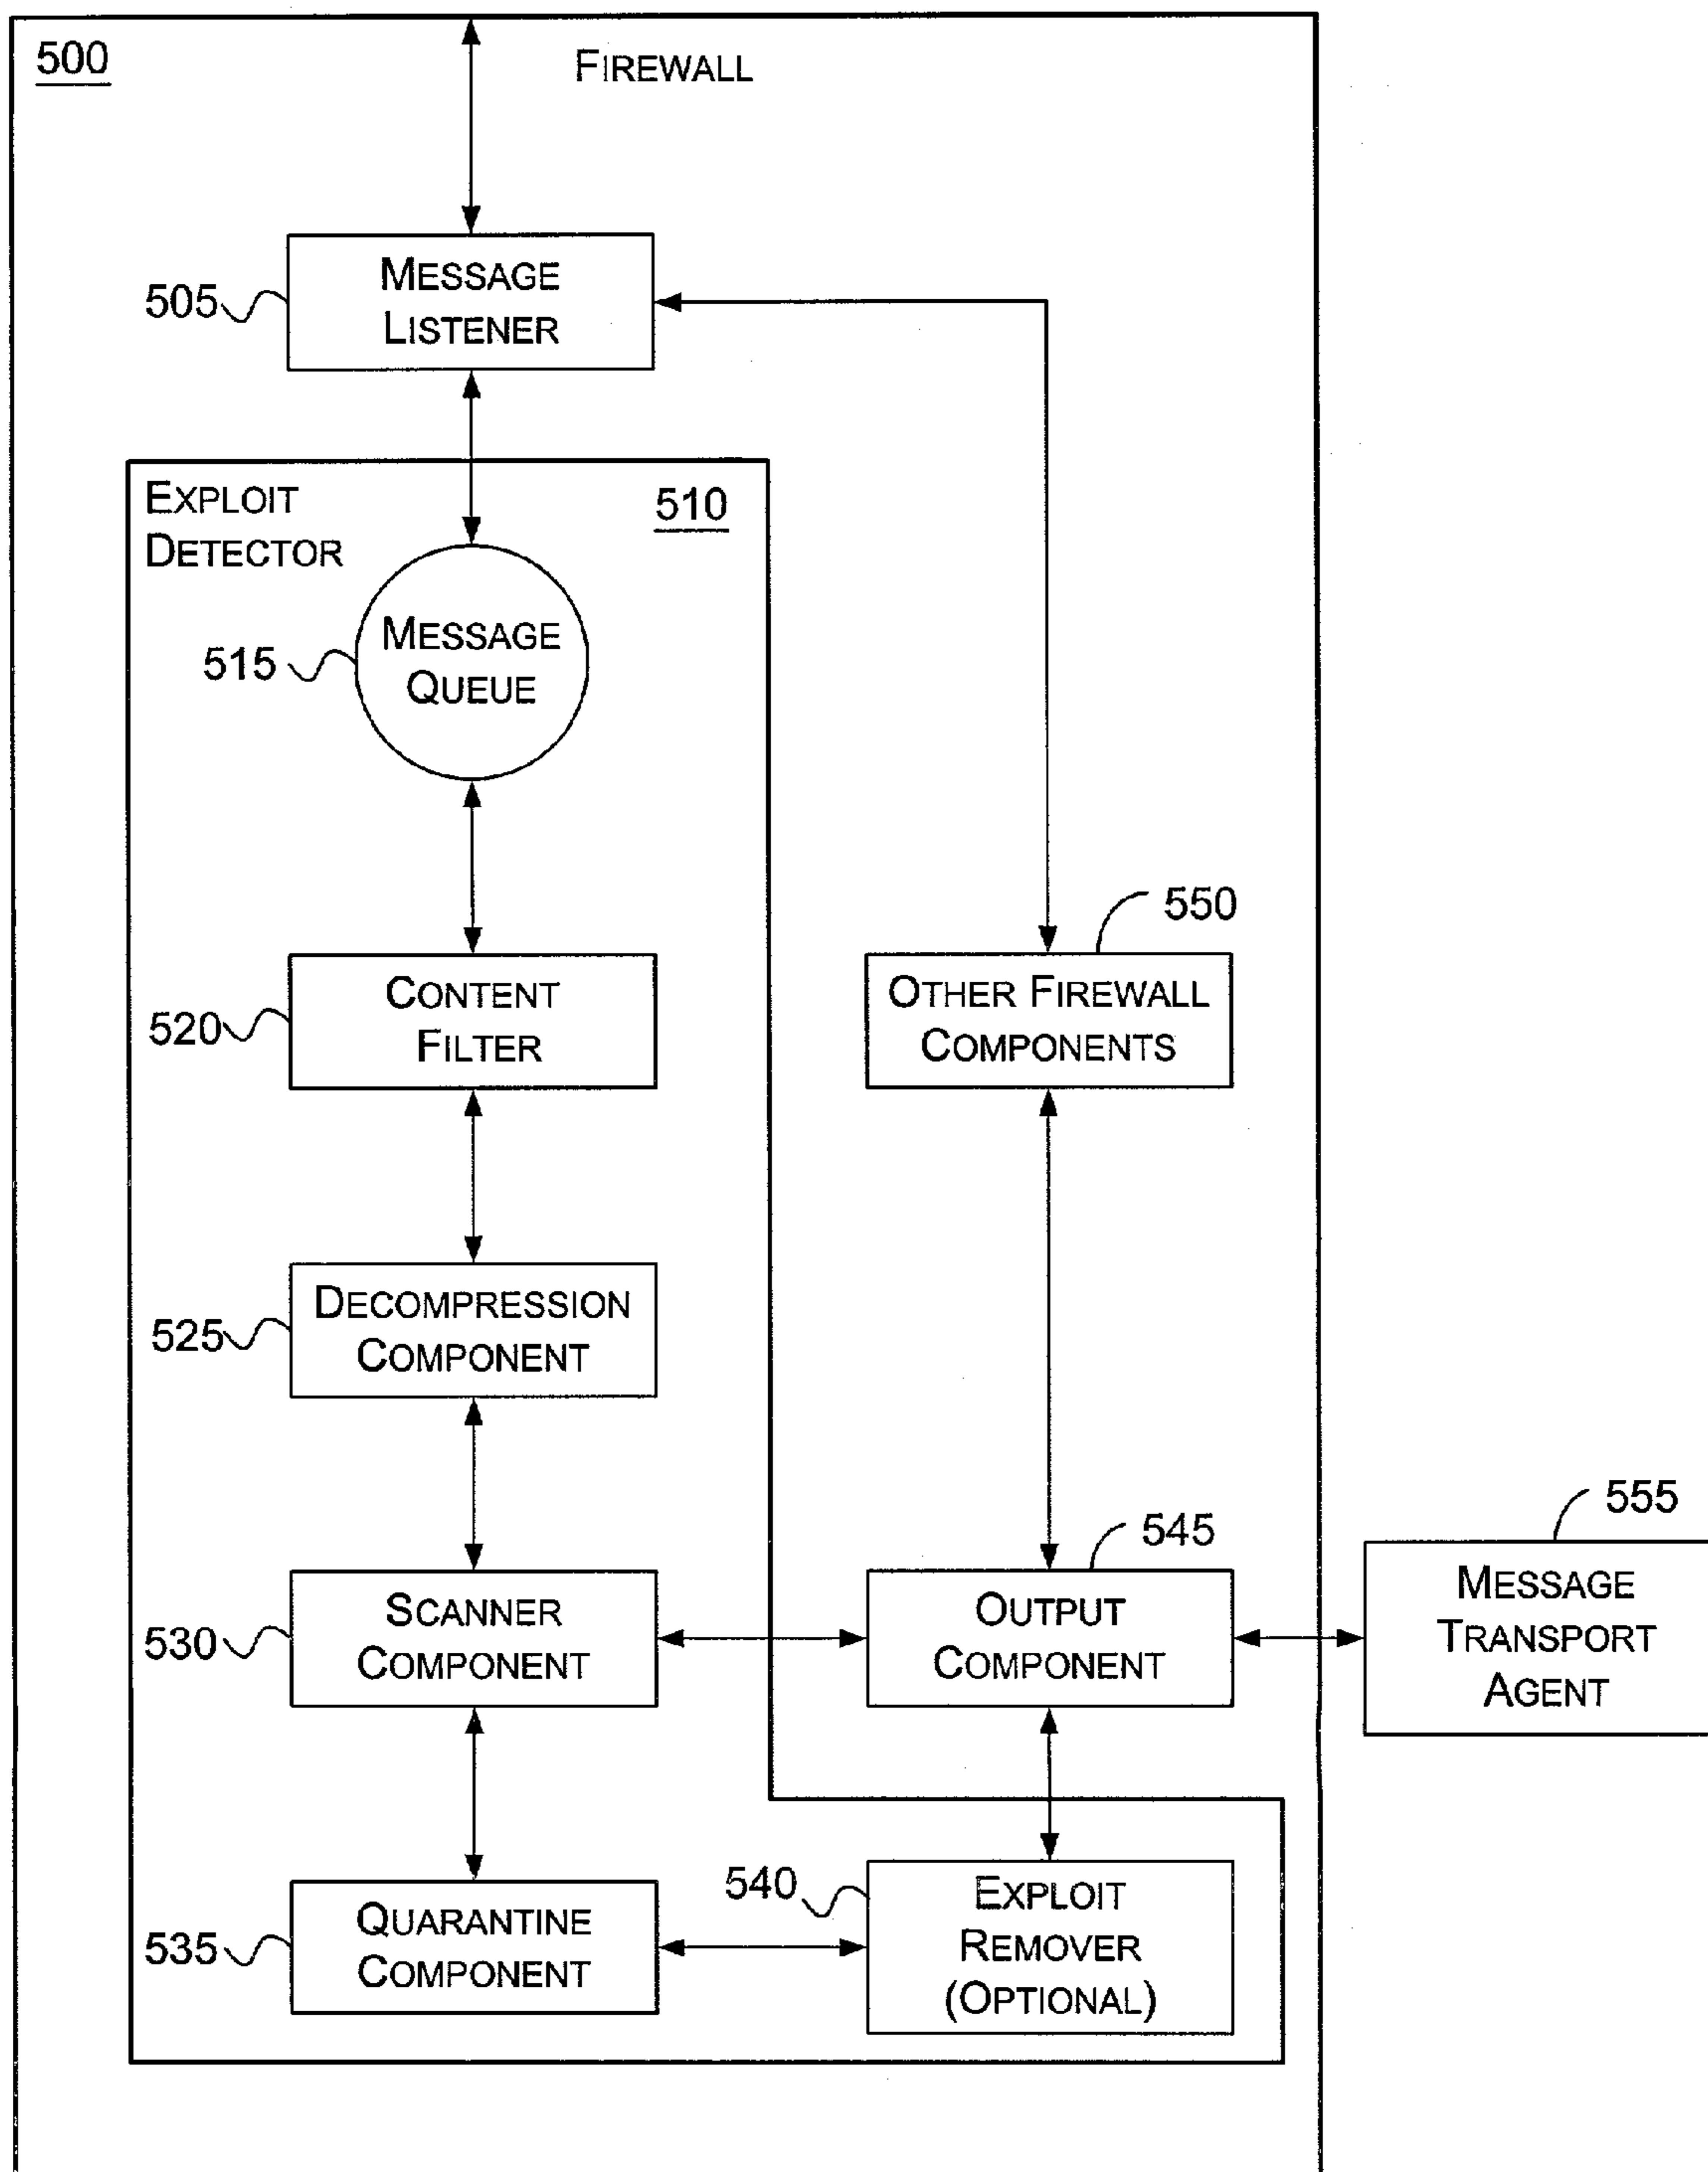 500
FIREWALL
505
MESSAGE
LISTENER
EXPLOIT
DETECTOR
510
515
MESSAGE
QUEUE
550
520
CONTENT
FILTER
OTHER FIREWALL
COMPONENTS
525
DECOMPRESSION
COMPONENT
555
545
530
SCANNER
COMPONENT
OUTPUT
COMPONENT
MESSAGE
TRANSPORT
AGENT
535
QUARANTINE
COMPONENT
540
EXPLOIT
REMOVER
(OPTIONAL)